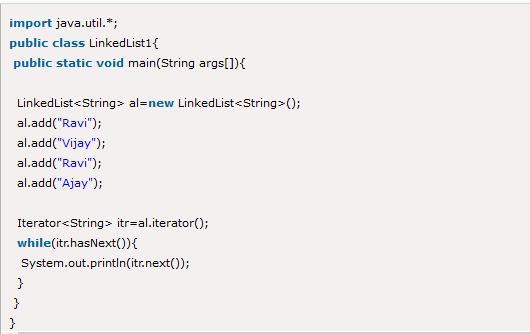 import java.util.*;
public class LinkedList1{
 public static void main(String args[]){

  LinkedList<String> al=new LinkedList<String>();
  al.add("Ravi");
  al.add("Vijay");
  al.add("Ravi");
  al.add("Ajay");

  Iterator<String> itr=al.iterator();
  while(itr.hasNext()){
   System.out.println(itr.next());
  }
 }
}